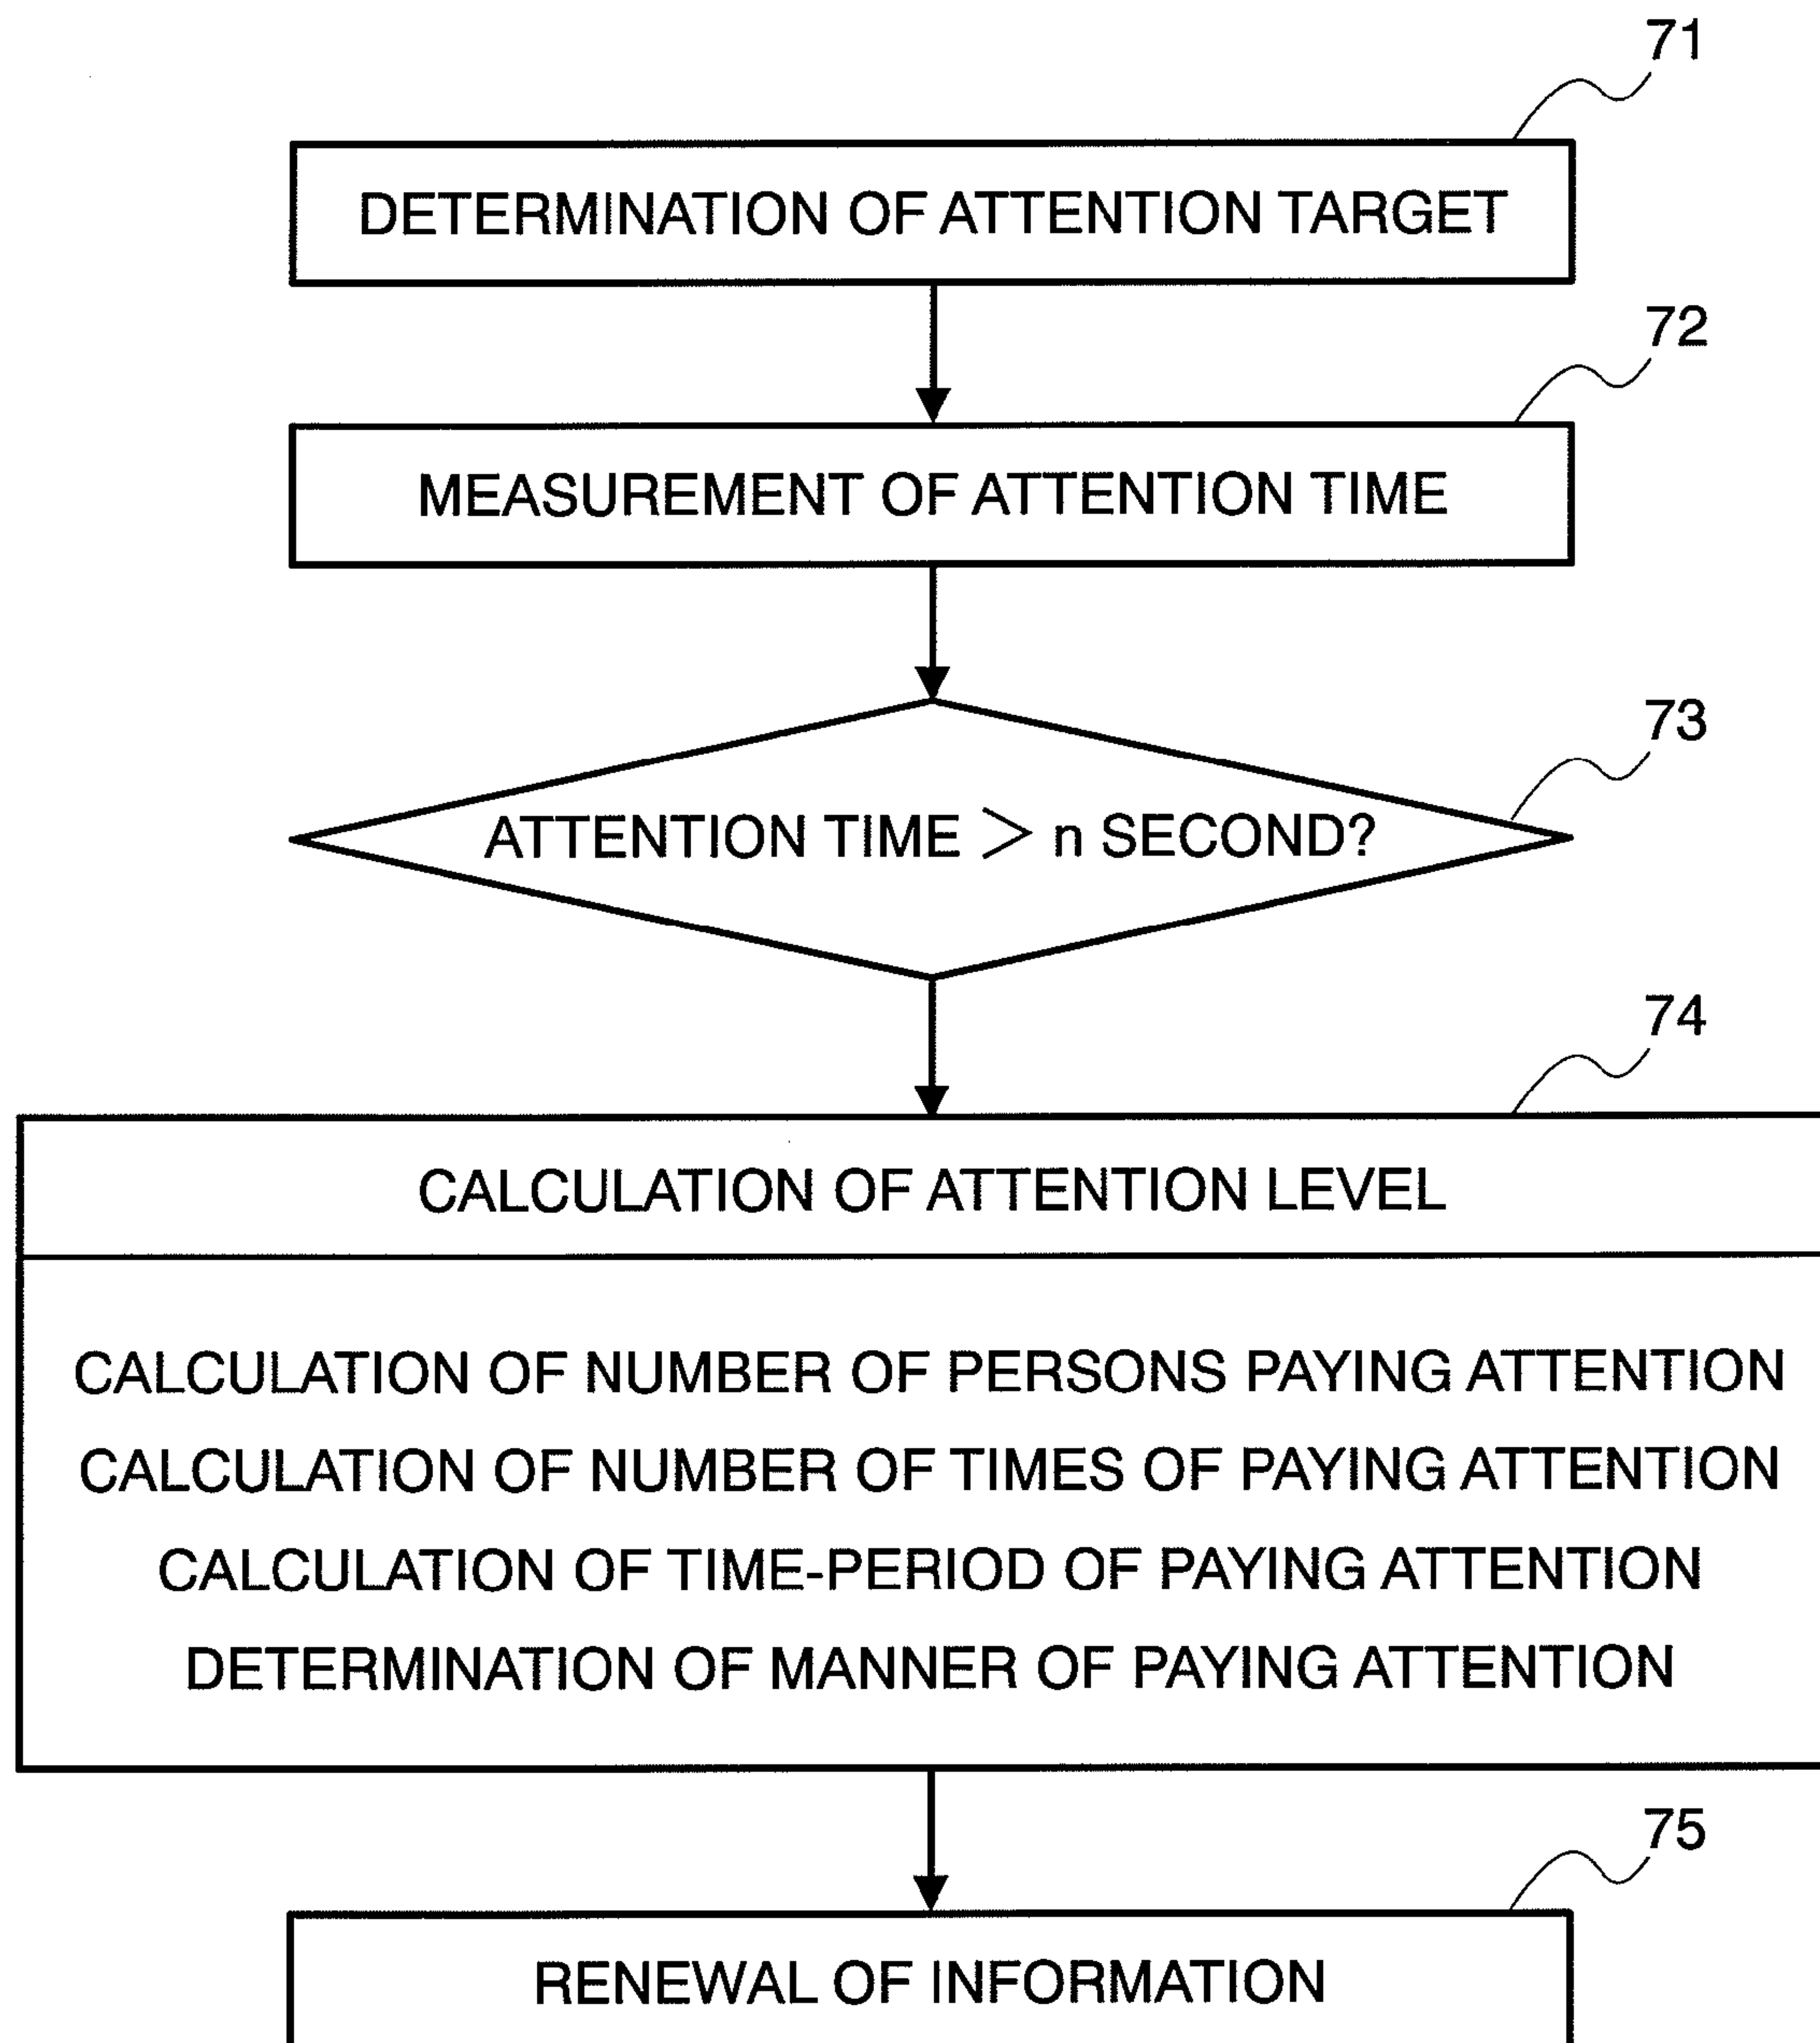 71
DETERMINATION OF ATTENTION TARGET
72
MEASUREMENT OF ATTENTION TIME
73
ATTENTION TIME > n SECOND?
74
CALCULATION OF ATTENTION LEVEL
CALCULATION OF NUMBER OF PERSONS PAYING ATTENTION
CALCULATION OF NUMBER OF TIMES OF PAYING ATTENTION
CALCULATION OF TIME-PERIOD OF PAYING ATTENTION
DETERMINATION OF MANNER OF PAYING ATTENTION
75
RENEWAL OF INFORMATION